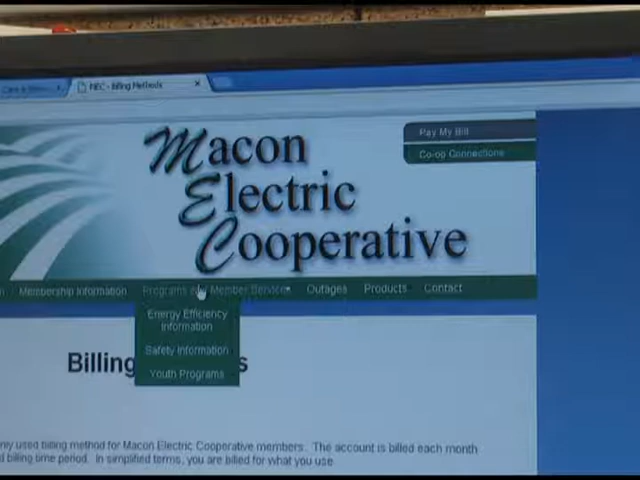 MEC - Billing Methods
Pay My Bill
Co-op Connections
Macon
Electric
Cooperative
Membership Information
Programs Member Services
Outages
Products
Contact
Energy Efficiency
Information
Safety Information
Youth Programs
Billing
only used billing method for Macon Electric Cooperative members. The account is billed each month
billing time period. In simplified terms, you are billed for what you use